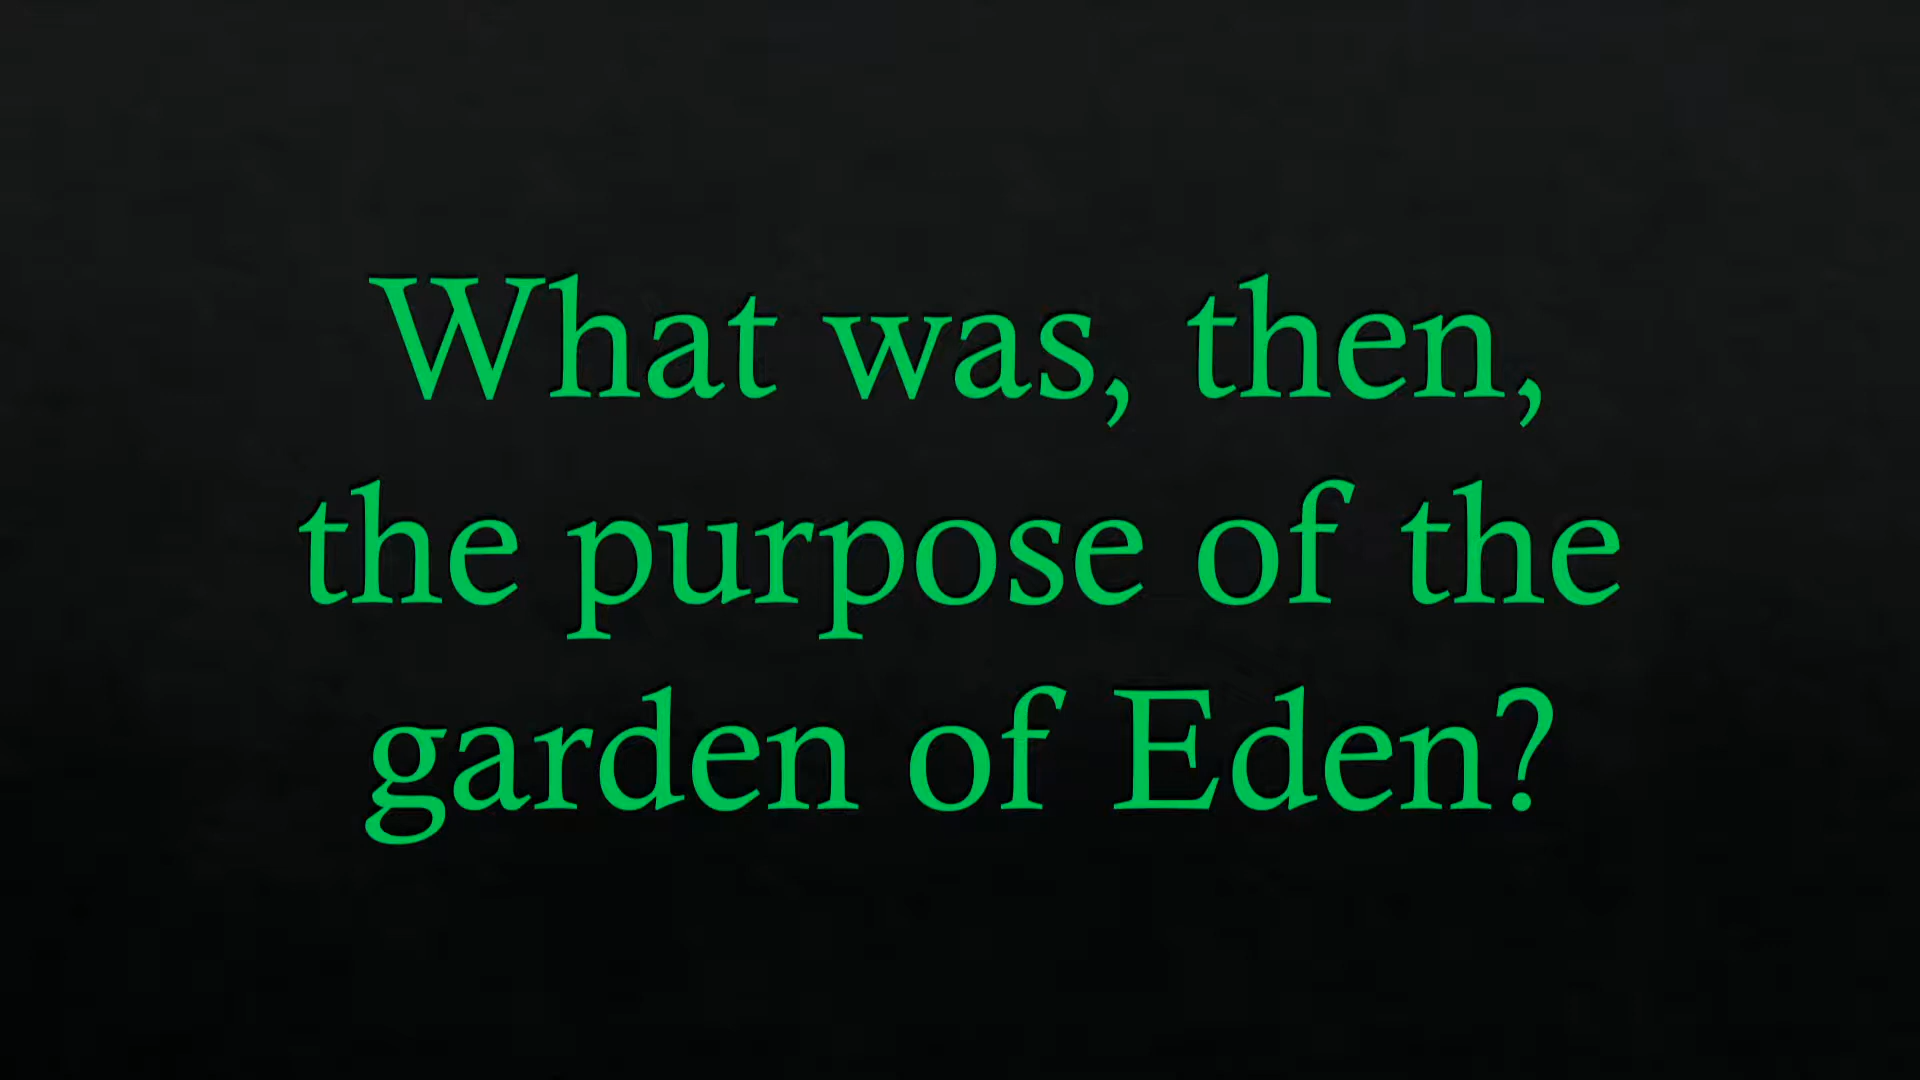 What was, then,
the purpose of the
garden of Eden?